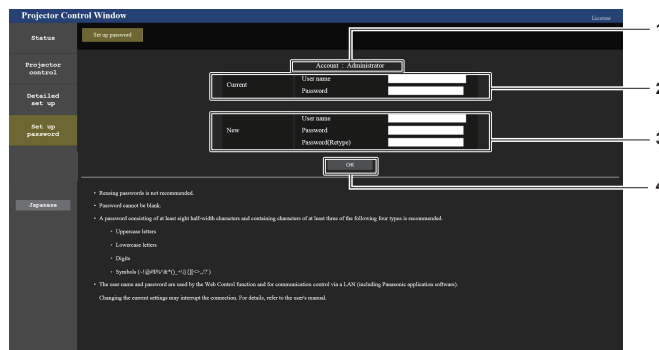 Projector Control Window
License
1
Status
Set up password
Projector
control
Account : Administrator
Current
User name
Password
2
Detailed
set up
Set up
password
New
User name
Password
Password(Retype)
3
OK
4
Japanese
• Reusing passwords is not recommended.
• Password cannot be blank.
• A password consisting of at least eight half-width characters and containing characters of at least three of the following four types is recommended.
• Uppercase letters
• Lowercase letters
• Digits
• Symbols
• The user name and password are used by the Web Control function and for communication control via a LAN (including Panasonic application software).
Changing the current settings may interrupt the connection. For details, refer to the user's manual.